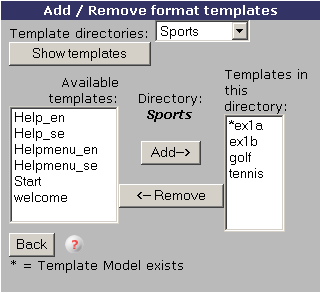 Add / Remove format templates
Template directories: Sports
Show templates
Available templates:
Help_en
Help_se
Helpmenu_en
Helpmenu_se
Start
welcome
Directory:
Sports
Add-->
<-- Remove
Templates in this directory:
*ex1a
ex1b
golf
tennis
Back ?
* = Template Model exists